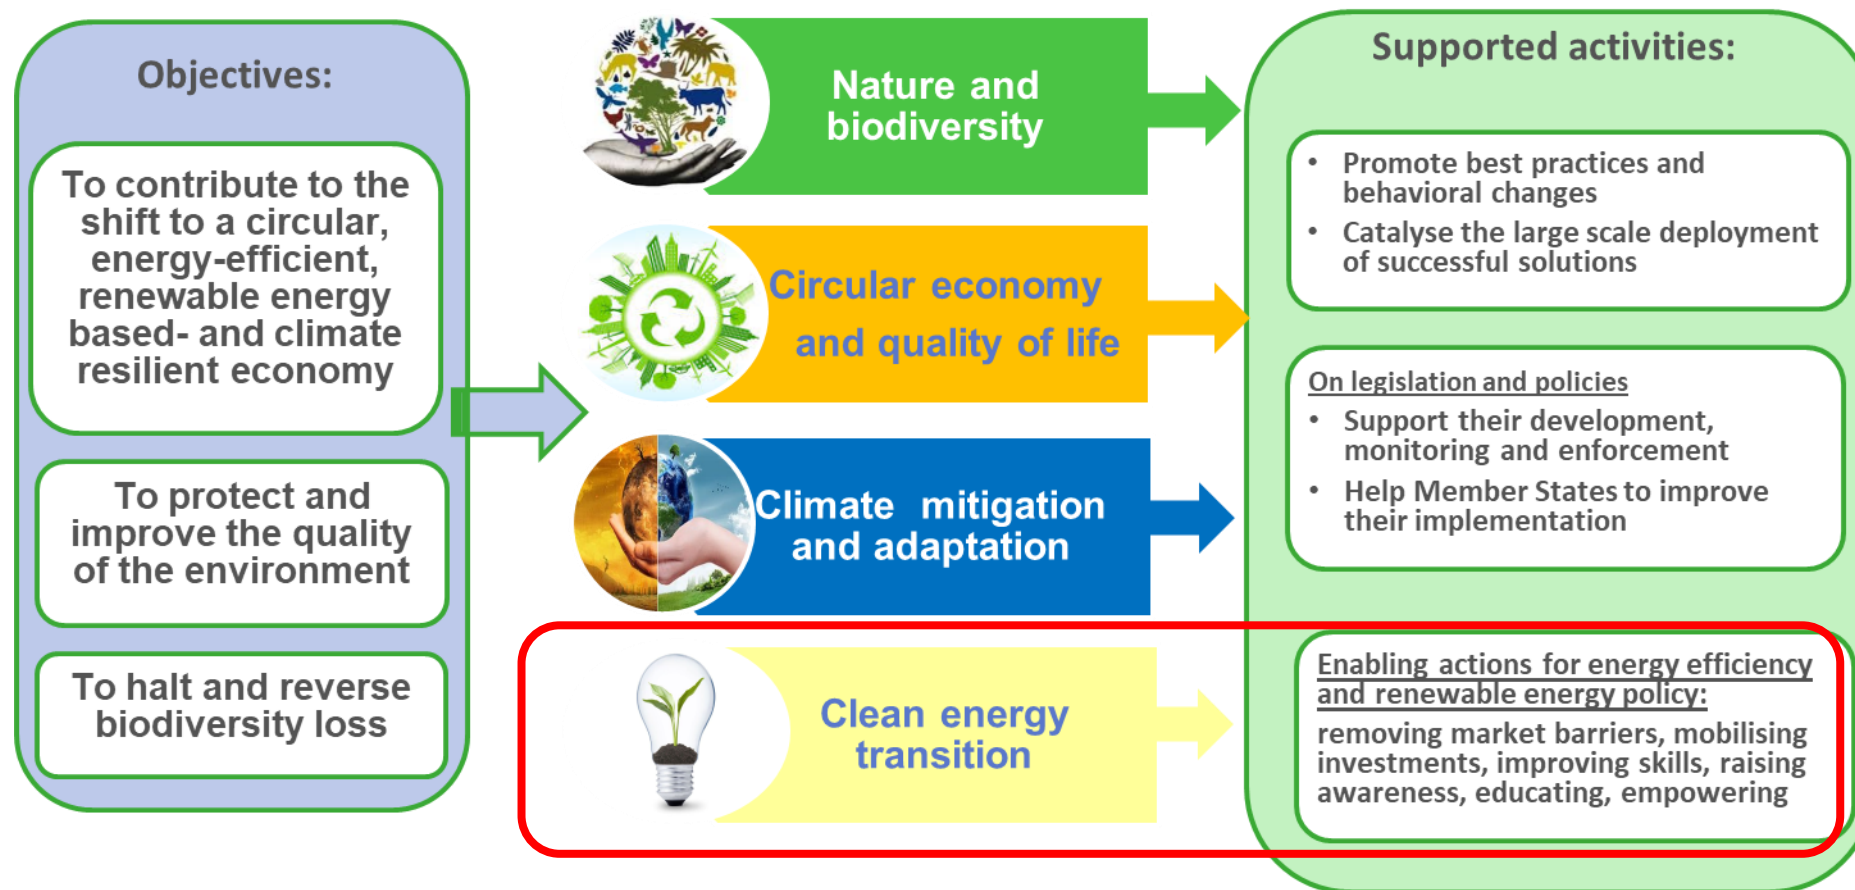 Objectives:
To contribute to the
shift to a circular,
energy-efficient,
renewable energy
based- and climate
resilient economy
To protect and
improve the quality
of the environment
To halt and reverse
biodiversity loss
Nature and
biodiversity
Circular economy
and quality of life
Climate mitigation
and adaptation
Clean energy
transition
Supported activities:
• Promote best practices and
behavioral changes
• Catalyse the large scale deployment
of successful solutions
On legislation and policies
• Support their development,
monitoring and enforcement
• Help Member States to improve
their implementation
Enabling actions for energy efficiency
and renewable energy policy:
removing market barriers, mobilising
investments, improving skills, raising
awareness, educating, empowering